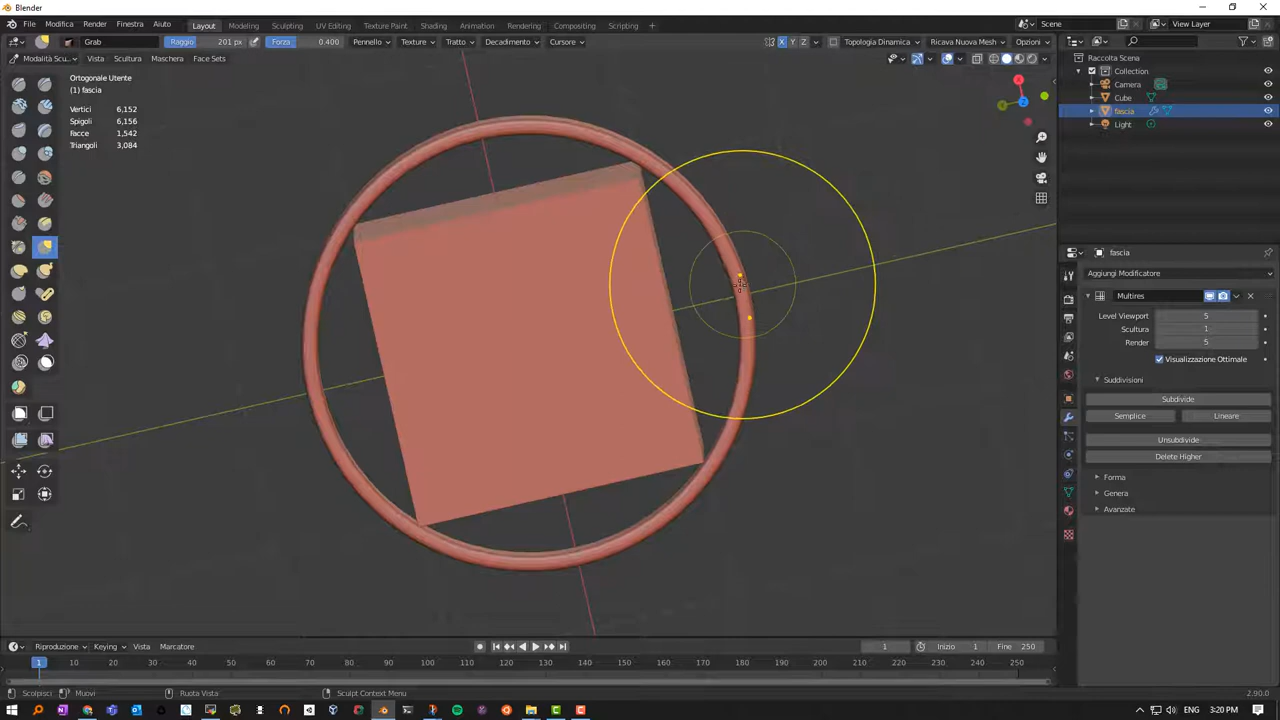 Blender
File Modifica Render Finestra Aiuto Layout Modeling Sculpting UV Editing Texture Paint Shading Animation Rendering Compositing Scripting + Scene View Layer
Grab Raggio 201 px Forza 0.400 Pennello Texture Tratto Decadimento Cursore X Y Z Topologia Dinamica Ricava Nuova Mesh Opzioni
Modalità Scu... Vista Scultura Maschera Face Sets
Raccolta Scena
Collection
Camera
Cube
fascia
Light
Ortogonale Utente
(1) fascia
Vertici 6,152
Spigoli 6,156
Facce 1,542
Triangoli 3,084
Z
fascia
Aggiungi Modificatore
Multires
Level Viewport 5
Scultura 1
Render 5
Visualizzazione Ottimale
Suddivisioni
Subdivide
Semplice Lineare
Unsubdivide
Delete Higher
Forma
Genera
Avanzate
Riproduzione Keying Vista Marcatore 1 Inizio 1 Fine 250
1 10 20 30 40 50 60 70 80 90 100 110 120 130 140 150 160 170 180 190 200 210 220 230 240 250
Scolpisci Muovi Ruota Vista Sculpt Context Menu 2.90.0
ENG 3:20 PM